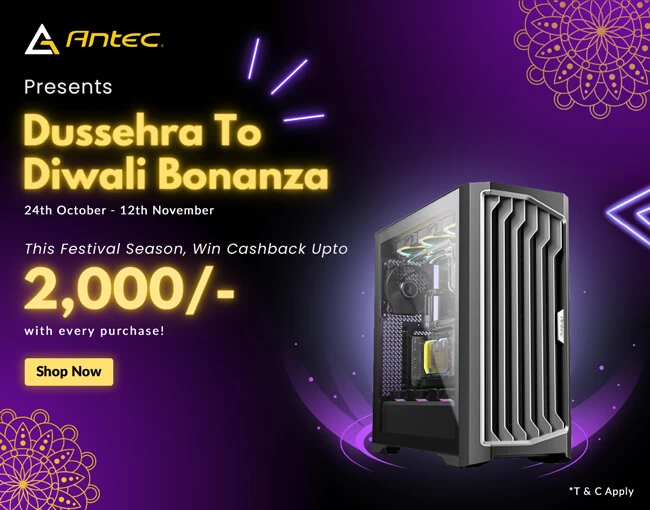 Antec
Presents
Dussehra To
Diwali Bonanza
24th October - 12th November
This Festival Season, Win Cashback Upto
2,000/-
with every purchase!
Shop Now
*T & C Apply